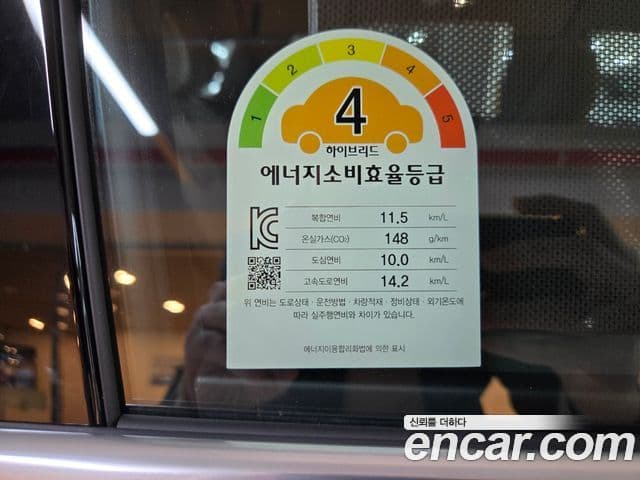 1 2 3 4 5
4
하이브리드
에너지소비효율등급
복합연비 11.5 km/L
온실가스(CO₂) 148 g/km
도심연비 10.0 km/L
고속도로연비 14.2 km/L
위 연비는 도로상태 · 운전방법 · 차량적재 · 정비상태 · 외기온도에
따라 실주행연비와 차이가 있습니다.
에너지이용합리화법에 의한 표시
신뢰를 더하다
encar.com